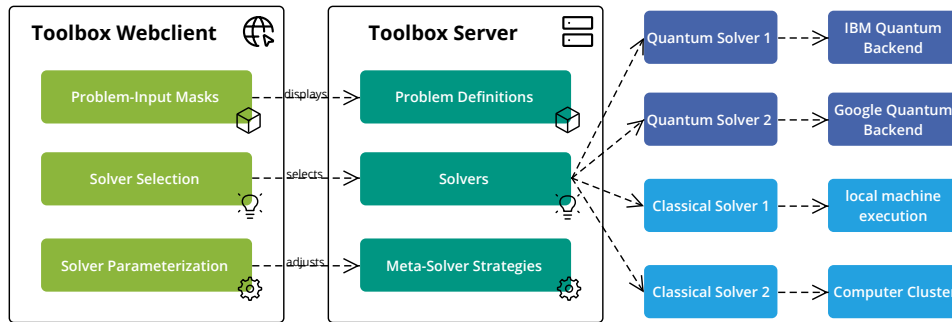 Toolbox Webclient
Problem-Input Masks
Solver Selection
Solver Parameterization
displays
selects
adjusts
Toolbox Server
Problem Definitions
Solvers
Meta-Solver Strategies
Quantum Solver 1
IBM Quantum
Backend
Quantum Solver 2
Google Quantum
Backend
Classical Solver 1
local machine
execution
Classical Solver 2
Computer Cluster